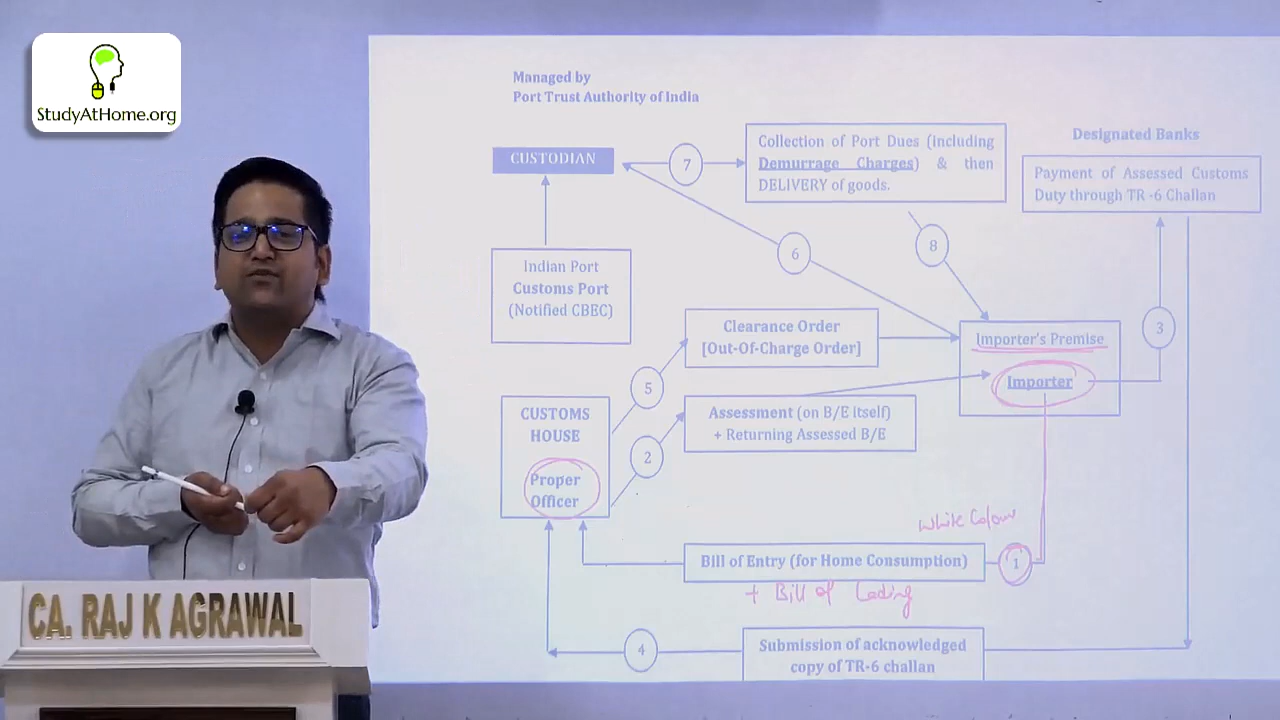 StudyAtHome.org
Managed by
Port Trust Authority of India
CUSTODIAN
7
Collection of Port Dues (including
Demurrage Charges) & then
DELIVERY of goods.
Designated Banks
Payment of Assessed Customs
Duty through TR -6 Challan
6
8
Indian Port
Customs Port
(Notified CBEC)
Clearance Order
[Out-Of-Charge Order]
Importer's Premise
Importer
3
5
CUSTOMS
HOUSE
Proper
Officer
2
Assessment (on B/E itself)
+ Returning Assessed B/E
White Colour
Bill of Entry (for Home Consumption)
1
+ Bill of Lading
4
Submission of acknowledged
copy of TR-6 challan
CA. RAJ K AGRAWAL